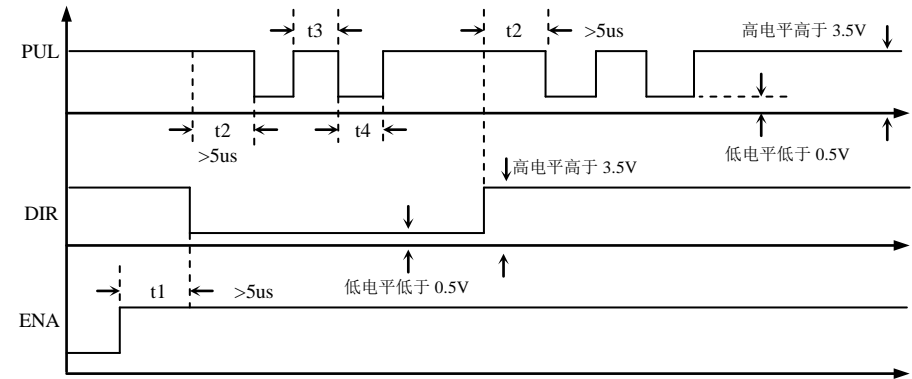 t3
t2
>5us
高电平高于 3.5V
PUL
t2
t4
>5us
低电平低于 0.5V
高电平高于 3.5V
DIR
t1
>5us
低电平低于 0.5V
ENA